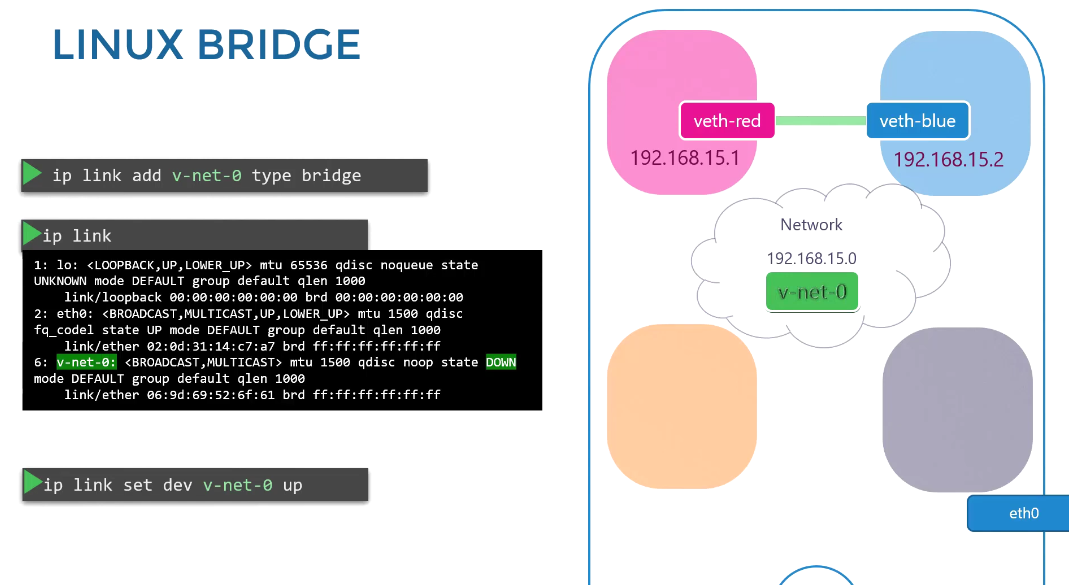 LINUX BRIDGE
ip link add v-net-0 type bridge
ip link
1: lo: <LOOPBACK,UP,LOWER_UP> mtu 65536 qdisc noqueue state
UNKNOWN mode DEFAULT group default qlen 1000
link/loopback 00:00:00:00:00:00 brd 00:00:00:00:00:00
2: eth0: <BROADCAST,MULTICAST,UP,LOWER_UP> mtu 1500 qdisc
fq_codel state UP mode DEFAULT group default qlen 1000
link/ether 02:0d:31:14:c7:a7 brd ff:ff:ff:ff:ff:ff
6: v-net-0: <BROADCAST,MULTICAST> mtu 1500 qdisc noop state DOWN
mode DEFAULT group default qlen 1000
link/ether 06:9d:69:52:6f:61 brd ff:ff:ff:ff:ff:ff
ip link set dev v-net-0 up
veth-red
veth-blue
192.168.15.1
192.168.15.2
Network
192.168.15.0
v-net-0
eth0